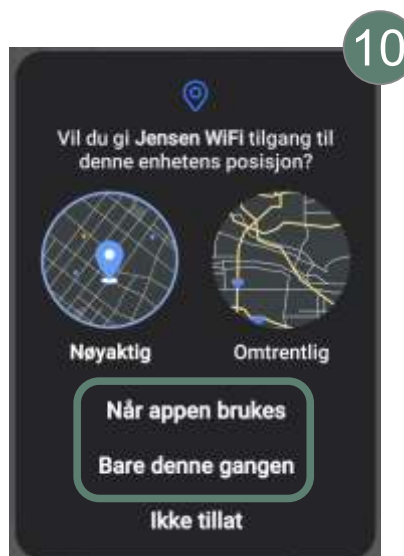 10
Vil du gi Jensen WiFi tilgang til
denne enhetens posisjon?
Nøyaktig Omtrentlig
Når appen brukes
Bare denne gangen
Ikke tillat